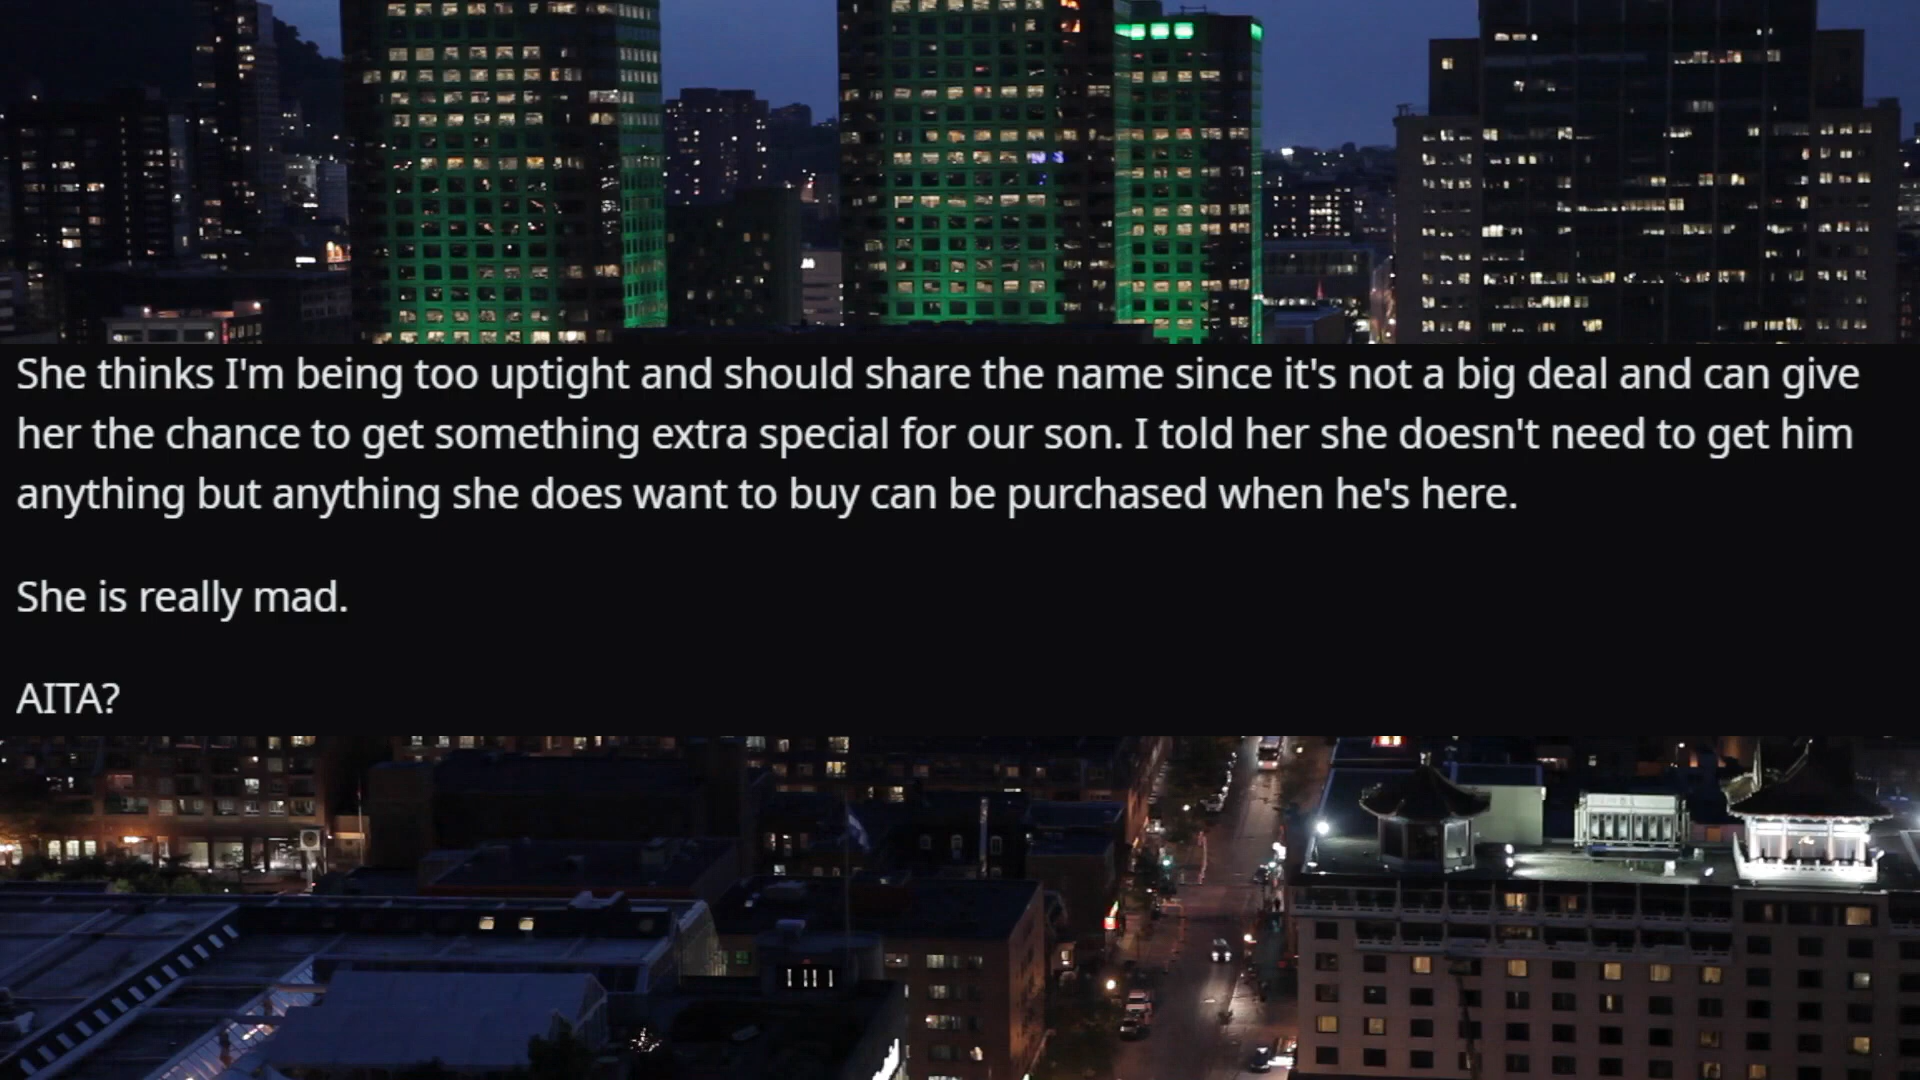 She thinks I'm being too uptight and should share the name since it's not a big deal and can give
her the chance to get something extra special for our son. I told her she doesn't need to get him
anything but anything she does want to buy can be purchased when he's here.
She is really mad.
AITA?